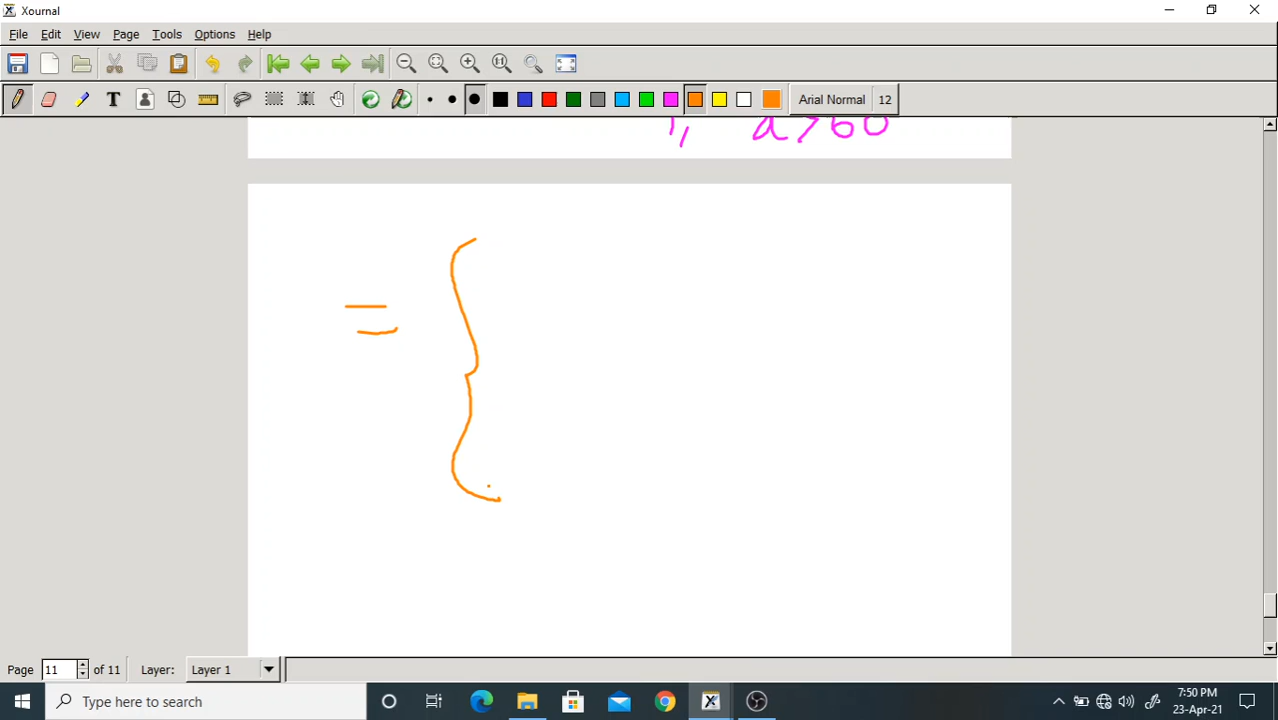 Xournal
File Edit View Page Tools Options Help
T Arial Normal 12
= {
Page 11 of 11 Layer: Layer 1
Type here to search
7:50 PM
23-Apr-21